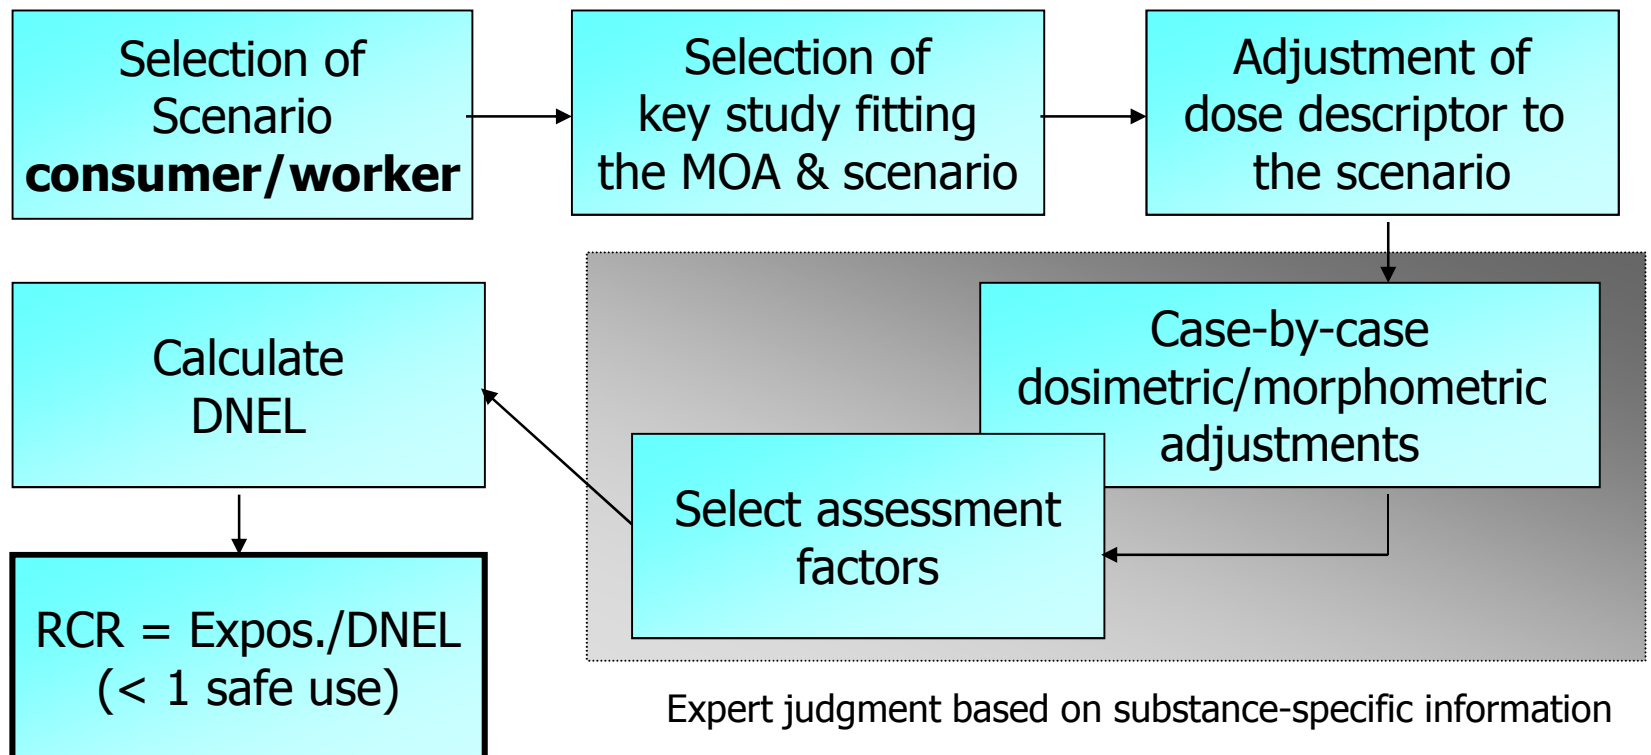 Selection of
Scenario
consumer/worker
Selection of
key study fitting
the MOA & scenario
Adjustment of
dose descriptor to
the scenario
Case-by-case
dosimetric/morphometric
adjustments
Select assessment
factors
Calculate
DNEL
RCR = Expos./DNEL
(< 1 safe use)
Expert judgment based on substance-specific information